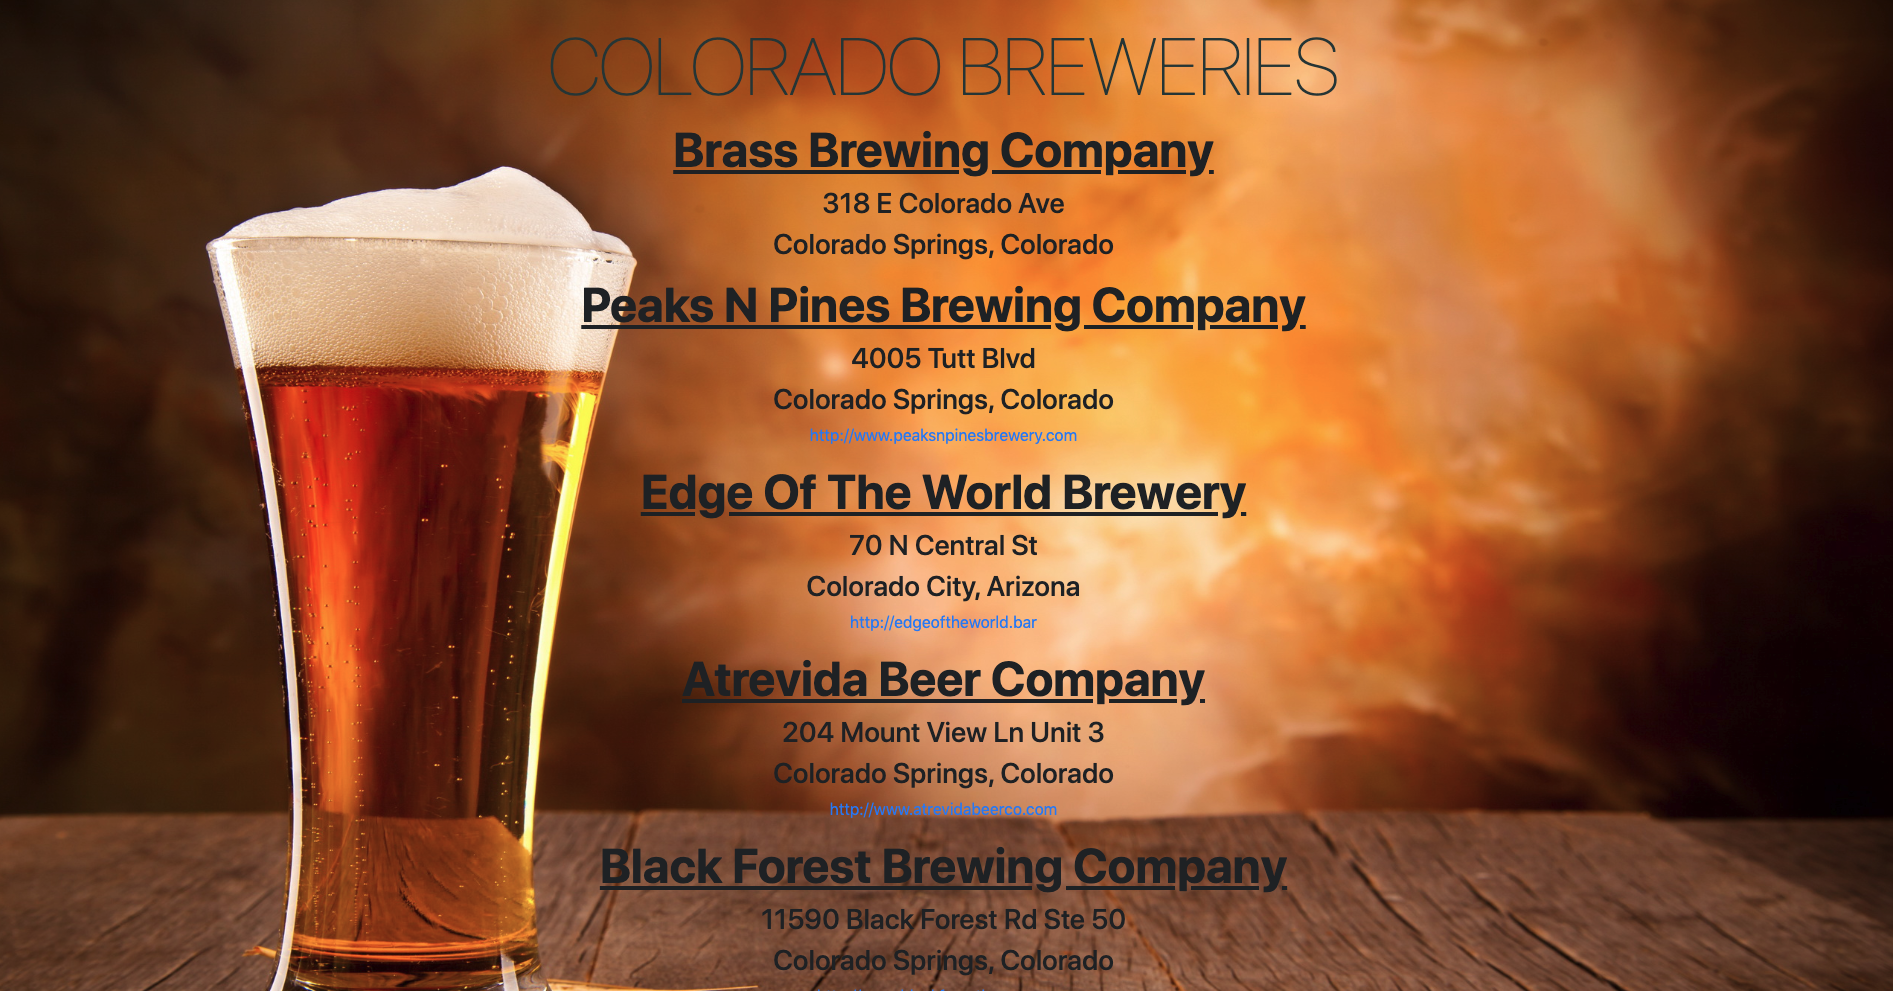 COLORADO BREWERIES
Brass Brewing Company
318 E Colorado Ave
Colorado Springs, Colorado
Peaks N Pines Brewing Company
4005 Tutt Blvd
Colorado Springs, Colorado
http://www.peaksnpinesbrewery.com
Edge Of The World Brewery
70 N Central St
Colorado City, Arizona
http://edgeoftheworld.bar
Atrevida Beer Company
204 Mount View Ln Unit 3
Colorado Springs, Colorado
http://www.atrevidabeerco.com
Black Forest Brewing Company
11590 Black Forest Rd Ste 50
Colorado Springs, Colorado